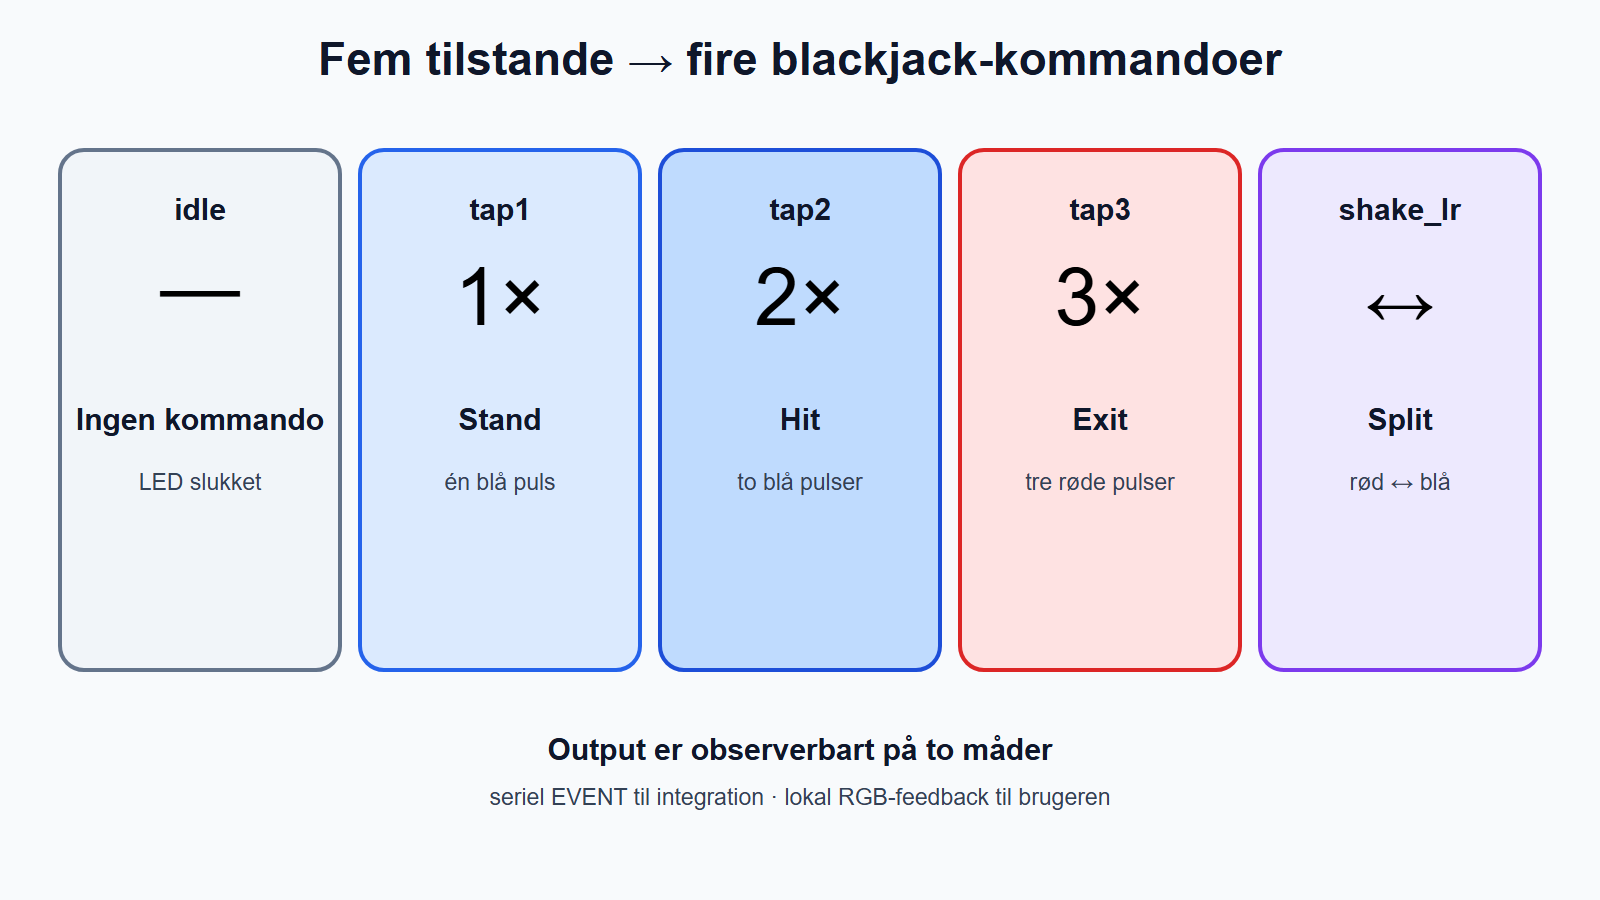 Fem tilstande → fire blackjack-kommandoer
idle
—
Ingen kommando
LED slukket
tap1
1×
Stand
én blå puls
tap2
2×
Hit
to blå pulser
tap3
3×
Exit
tre røde pulser
shake_lr
↔
Split
rød ↔ blå
Output er observerbart på to måder
seriel EVENT til integration · lokal RGB-feedback til brugeren